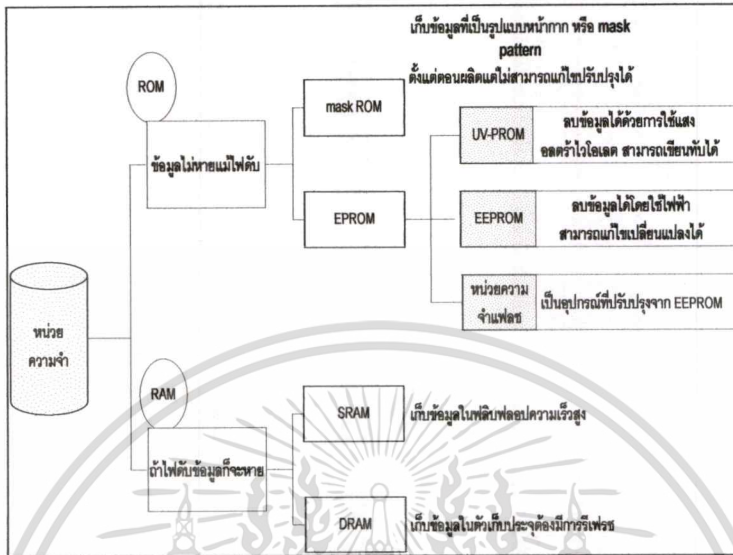 เก็บข้อมูลที่เป็นรูปแบบหน้ากาก หรือ mask
pattern
ตั้งแต่ตอนผลิตแต่ไม่สามารถแก้ไขปรับปรุงได้
ROM
mask ROM
ข้อมูลไม่หายแม้ไฟดับ
UV-PROM
ลบข้อมูลได้ด้วยการใช้แสง
อลตร้าไวโอเลต สามารถเขียนทับได้
EPROM
EEPROM
ลบข้อมูลได้โดยใช้ไฟฟ้า
สามารถแก้ไขเปลี่ยนแปลงได้
หน่วยความ
จำแฟลช
เป็นอุปกรณ์ที่ปรับปรุงจาก EEPROM
หน่วย
ความจำ
RAM
SRAM
เก็บข้อมูลในฟลิบฟลอปความเร็วสูง
ถ้าไฟดับข้อมูลก็จะหาย
DRAM
เก็บข้อมูลในตัวเก็บประจุต้องมีการรีเฟรช